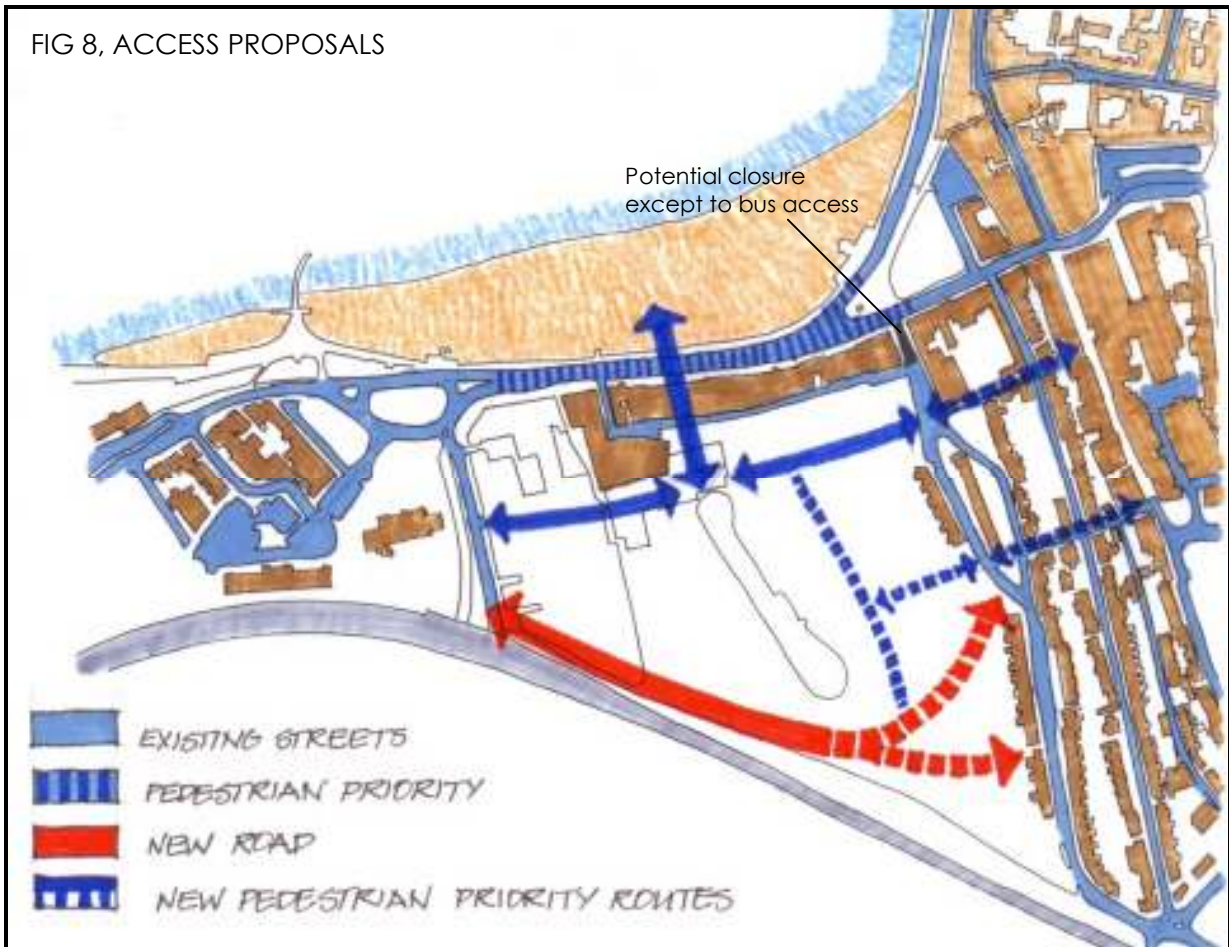 FIG 8, ACCESS PROPOSALS
Potential closure
except to bus access
EXISTING STREETS
PEDESTRIAN PRIORITY
NEW ROAD
NEW PEDESTRIAN PRIORITY ROUTES